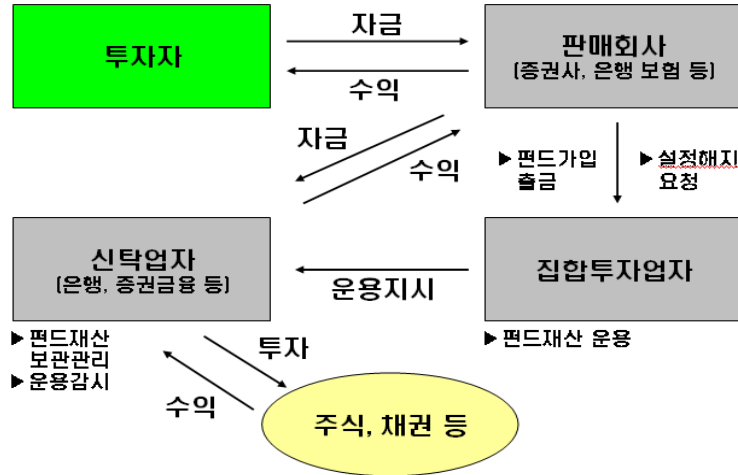 투자자
자금
수익
판매회사
(증권사, 은행 보험 등)
자금
수익
▶ 펀드가입
출금
▶ 설정해지
요청
신탁업자
(은행, 증권금융 등)
운용지시
집합투자업자
▶ 펀드재산
보관관리
▶ 운용감시
▶ 펀드재산 운용
투자
수익
주식, 채권 등